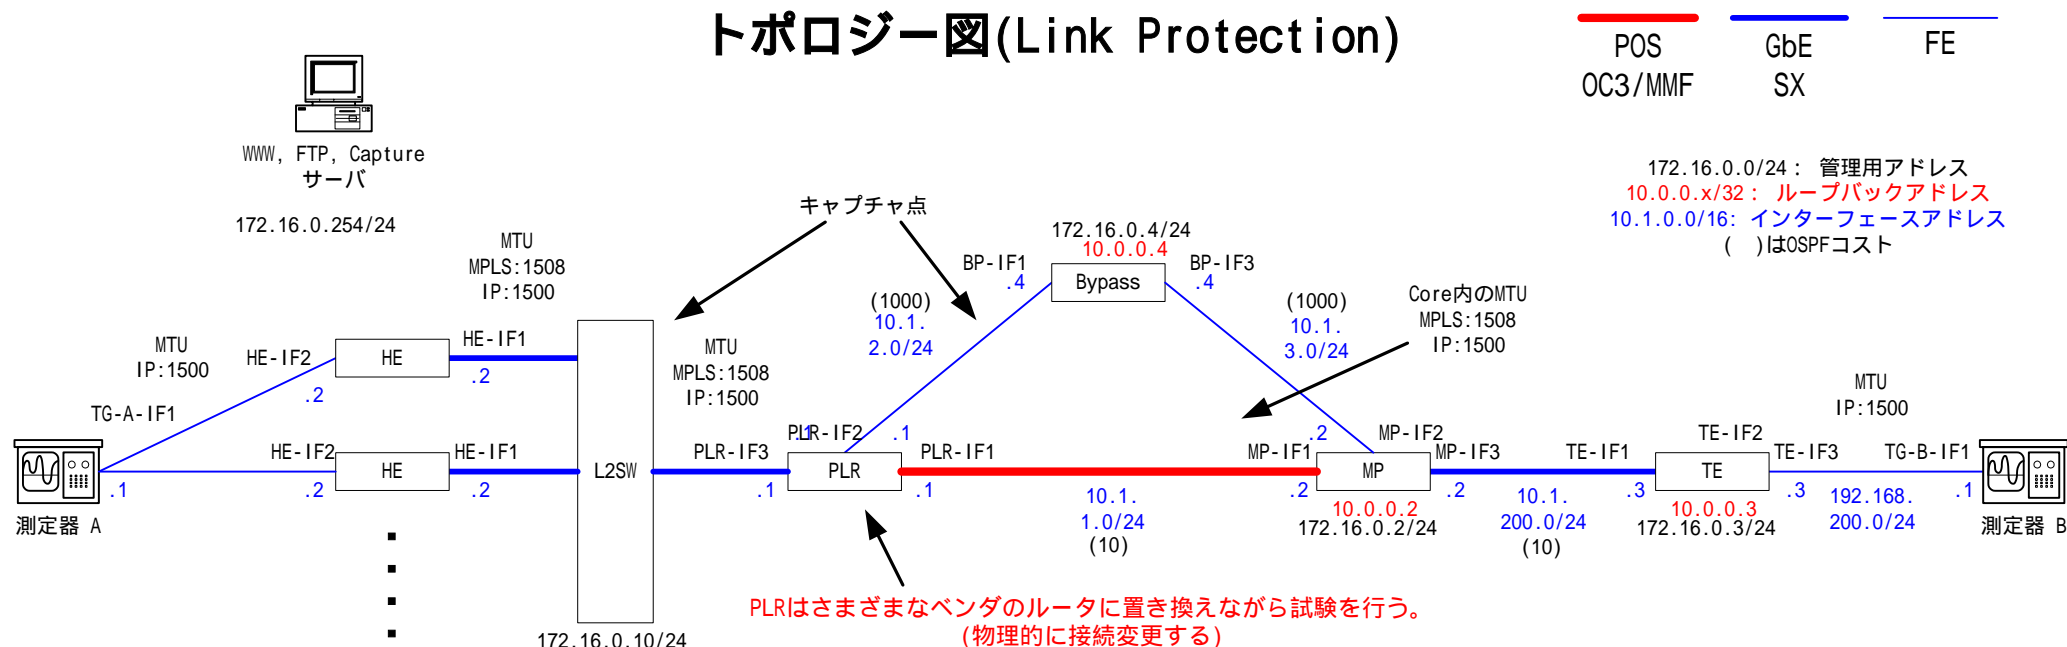 トポロジー図(Link Protection)
POS
OC3/MMF
GbE
SX
FE
WWW, FTP, Capture
サーバ
172.16.0.254/24
172.16.0.0/24： 管理用アドレス
10.0.0.x/32： ループバックアドレス
10.1.0.0/16: インターフェースアドレス
(　)はOSPFコスト
キャプチャ点
MTU
MPLS:1508
IP:1500
172.16.0.4/24
10.0.0.4
BP-IF1
.4
Bypass
BP-IF3
.4
(1000)
10.1.
2.0/24
(1000)
10.1.
3.0/24
Core内のMTU
MPLS:1508
IP:1500
MTU
IP:1500
HE-IF2
.2
HE
HE-IF1
.2
MTU
MPLS:1508
IP:1500
MTU
IP:1500
TG-A-IF1
.1
測定器 A
HE-IF2
.2
HE
HE-IF1
.2
L2SW
172.16.0.10/24
PLR-IF3
.1
PLR-IF2
.1
.1
PLR
PLR-IF1
.1
10.1.
1.0/24
(10)
MP-IF1
.2
.2
MP-IF2
MP
10.0.0.2
172.16.0.2/24
MP-IF3
.2
10.1.
200.0/24
(10)
TE-IF1
.3
TE-IF2
TE
10.0.0.3
172.16.0.3/24
TE-IF3
.3
192.168.
200.0/24
TG-B-IF1
.1
測定器 B
PLRはさまざまなベンダのルータに置き換えながら試験を行う。
(物理的に接続変更する)